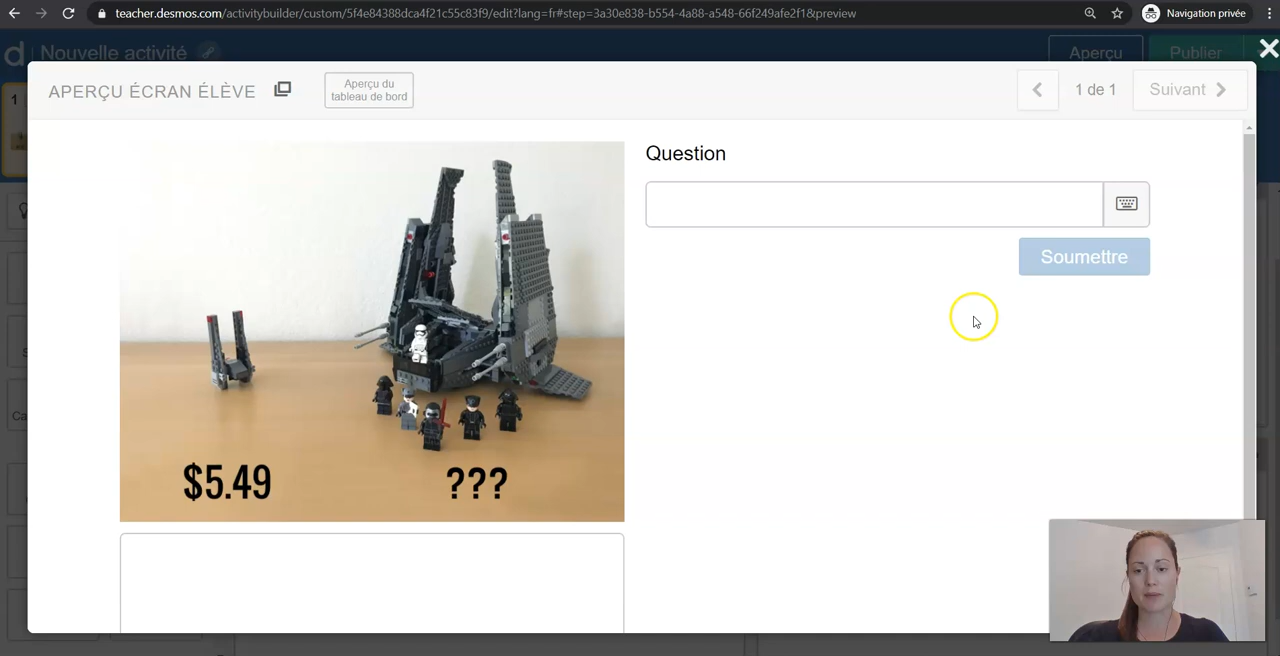 teacher.desmos.com/activitybuilder/custom/5f4e84388dca4f21c55c83f9/edit?lang=fr#step=3a30e838-b554-4a88-a548-66f249afe2f1&preview
Navigation privée
d Nouvelle activité
Aperçu
Publier
1
APERÇU ÉCRAN ÉLÈVE
Aperçu du
tableau de bord
1 de 1
Suivant
Question
Soumettre
$5.49
???